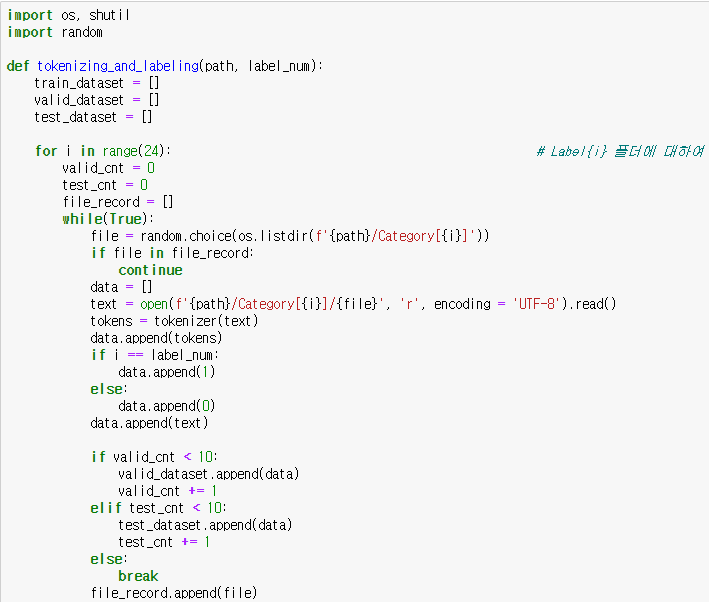 import os, shutil
import random

def tokenizing_and_labeling(path, label_num):
    train_dataset = []
    valid_dataset = []
    test_dataset = []

    for i in range(24):                                                    # Label{i} 폴더에 대하여
        valid_cnt = 0
        test_cnt = 0
        file_record = []
        while(True):
            file = random.choice(os.listdir(f'{path}/Category[{i}]'))
            if file in file_record:
                continue
            data = []
            text = open(f'{path}/Category[{i}]/{file}', 'r', encoding = 'UTF-8').read()
            tokens = tokenizer(text)
            data.append(tokens)
            if i == label_num:
                data.append(1)
            else:
                data.append(0)
            data.append(text)

            if valid_cnt < 10:
                valid_dataset.append(data)
                valid_cnt += 1
            elif test_cnt < 10:
                test_dataset.append(data)
                test_cnt += 1
            else:
                break
            file_record.append(file)